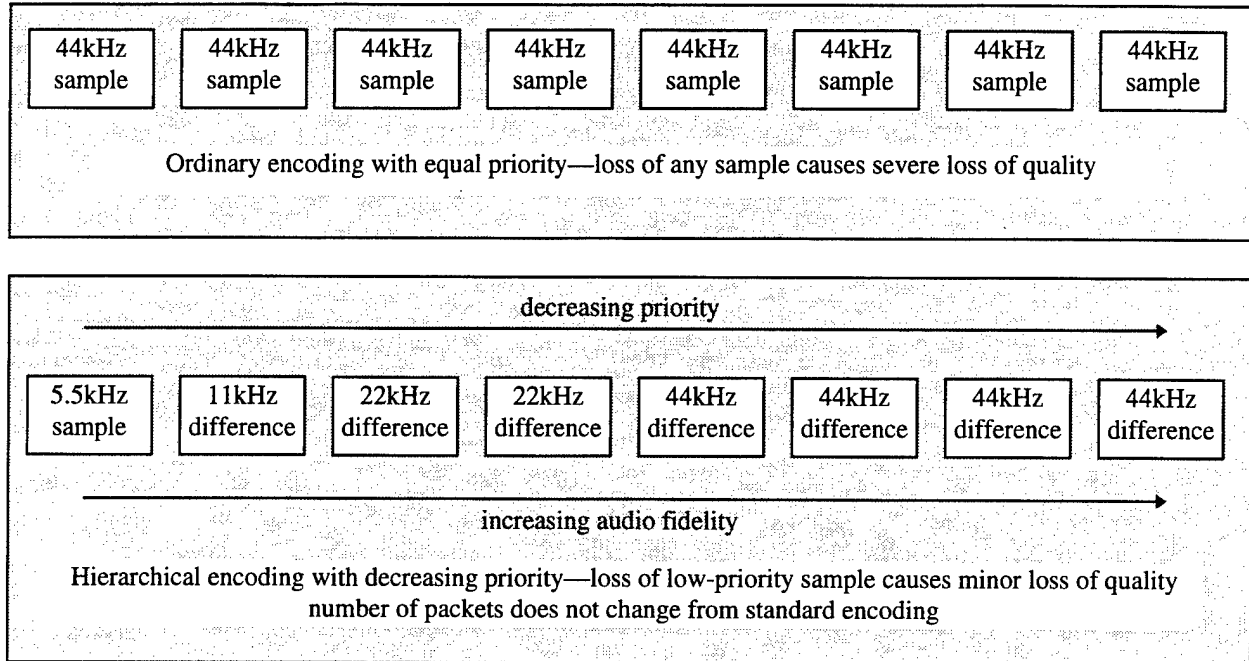 44kHz 44kHz 44kHz 44kHz 44kHz 44kHz 44kHz 44kHz
sample sample sample sample sample sample sample sample
Ordinary encoding with equal priority—loss of any sample causes severe loss of quality
decreasing priority
5.5kHz 11kHz 22kHz 22kHz 44kHz 44kHz 44kHz 44kHz
sample difference difference difference difference difference difference difference
increasing audio fidelity
Hierarchical encoding with decreasing priority—loss of low-priority sample causes minor loss of quality
number of packets does not change from standard encoding